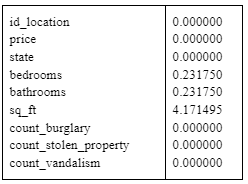 id_location 0.000000
price 0.000000
state 0.000000
bedrooms 0.231750
bathrooms 0.231750
sq_ft 4.171495
count_burglary 0.000000
count_stolen_property 0.000000
count_vandalism 0.000000